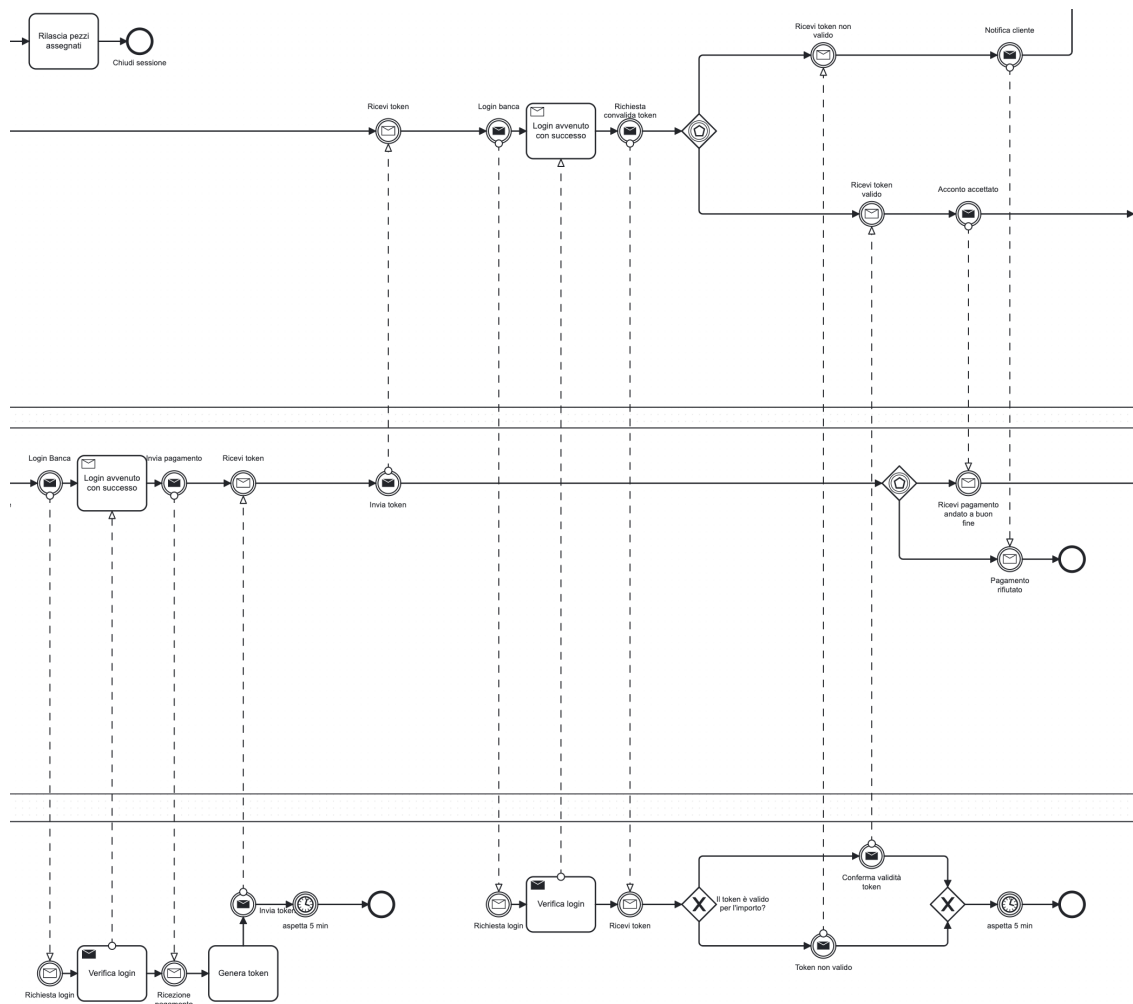 Rilascia pezzi
assegnati
Chiudi sessione
Ricevi token non
valido
Notifica cliente
Ricevi token
Login banca
Login avvenuto
con successo
Richiesta
convalida token
Ricevi token
valido
Acconto accettato
Login Banca
Login avvenuto
con successo
Invia pagamento
Ricevi token
Invia token
Ricevi pagamento
andato a buon
fine
Pagamento
rifiutato
Conferma validità
token
Il token è valido
per l'importo?
Verifica login
Invia token
aspetta 5 min
Richiesta login
Ricevi token
aspetta 5 min
Token non valido
Verifica login
Genera token
Richiesta login
Ricezione